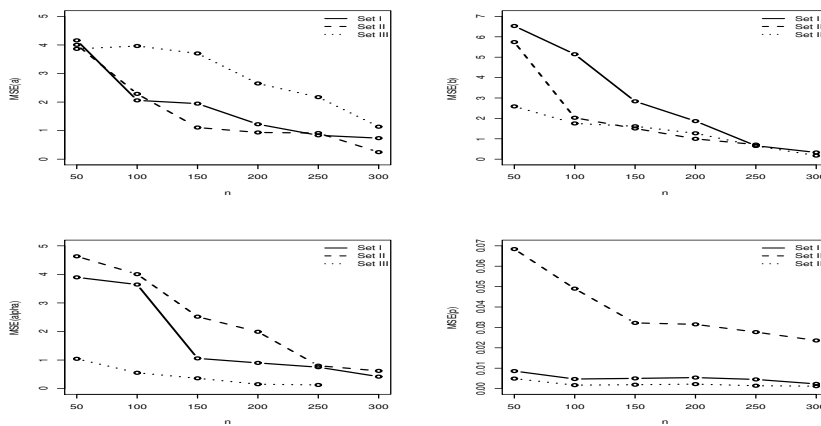 MSE(a)
0 1 2 3 4 5
Set I
Set II
Set III
50 100 150 200 250 300
n
MSE(b)
0 1 2 3 4 5 6 7
Set I
Set II
Set II
50 100 150 200 250 300
n
MSE(alpha)
0 1 2 3 4 5
Set I
Set II
Set III
50 100 150 200 250 300
n
MSE(p)
0.00 0.01 0.02 0.03 0.04 0.05 0.06 0.07
Set I
Set II
Set II
50 100 150 200 250 300
n